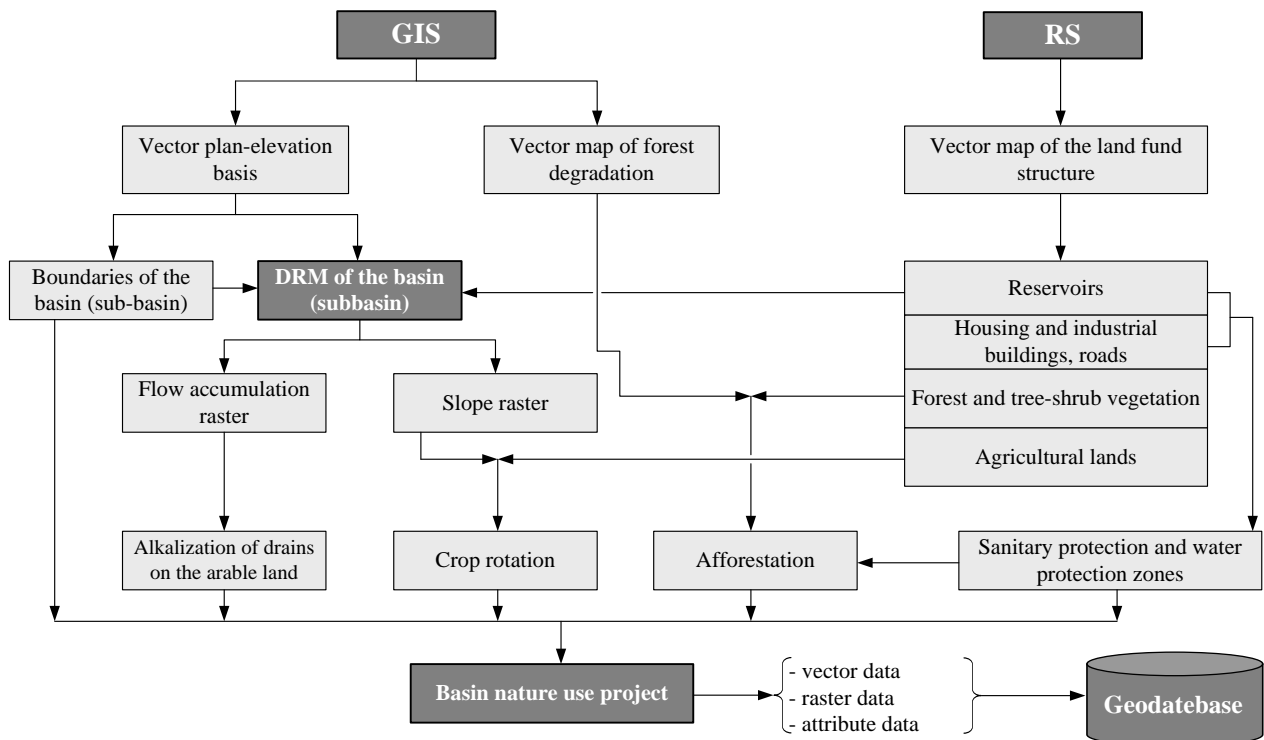 GIS
RS
Vector plan-elevation
basis
Vector map of forest
degradation
Vector map of the land fund
structure
Boundaries of the
basin (sub-basin)
DRM of the basin
(subbasin)
Reservoirs
Housing and industrial
buildings, roads
Flow accumulation
raster
Slope raster
Forest and tree-shrub vegetation
Agricultural lands
Alkalization of drains
on the arable land
Crop rotation
Afforestation
Sanitary protection and water
protection zones
Basin nature use project
- vector data
- raster data
- attribute data
Geodatebase